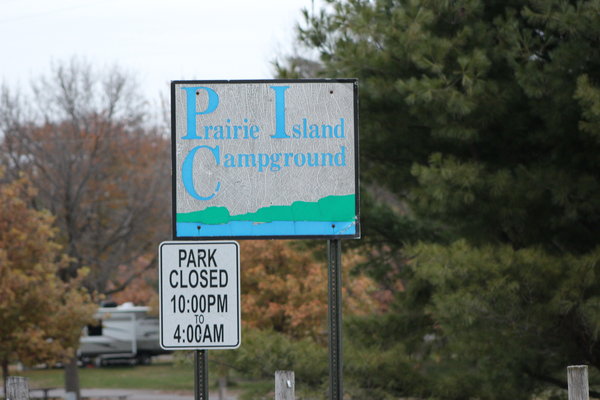 Prairie Island
Campground
PARK
CLOSED
10:00PM
TO
4:00AM